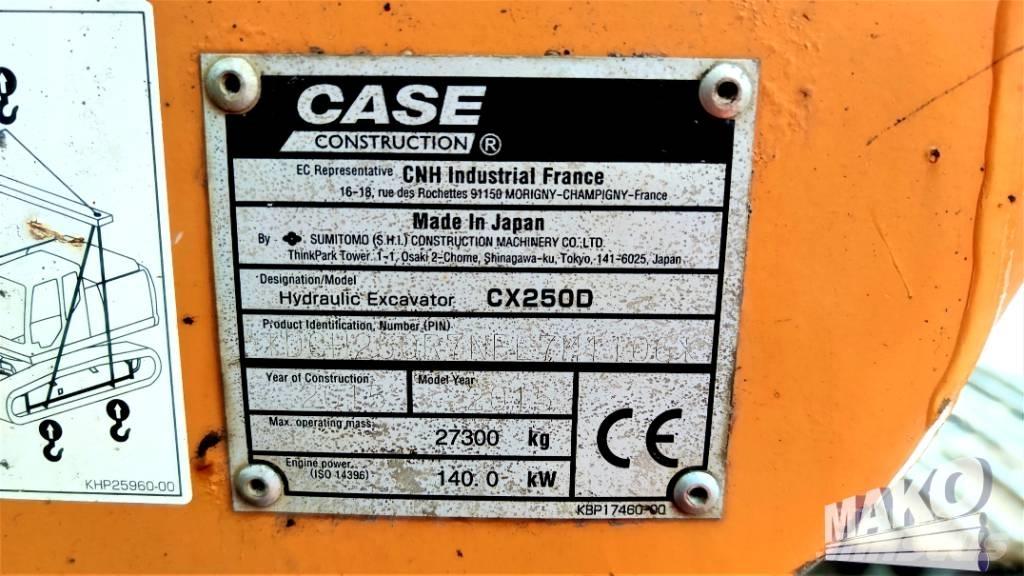 CASE
CONSTRUCTION ®
EC Representative CNH Industrial France
16-18, rue des Rochettes 91150 MORIGNY-CHAMPIGNY-France
Made In Japan
By SUMITOMO (S.H.I.) CONSTRUCTION MACHINERY CO.,LTD.
ThinkPark Tower. 1-1, Osaki 2-Chome, Shinagawa-ku, Tokyo, 141-6025, Japan
Designation/Model
Hydraulic Excavator CX250D
Product Identification Number (PIN)
Year of Construction Model Year
Max. operating mass 27300 kg
Engine power (ISO 14396) 140.0 kW
CE
KBP17460-00
KHP25960-00
MAKO